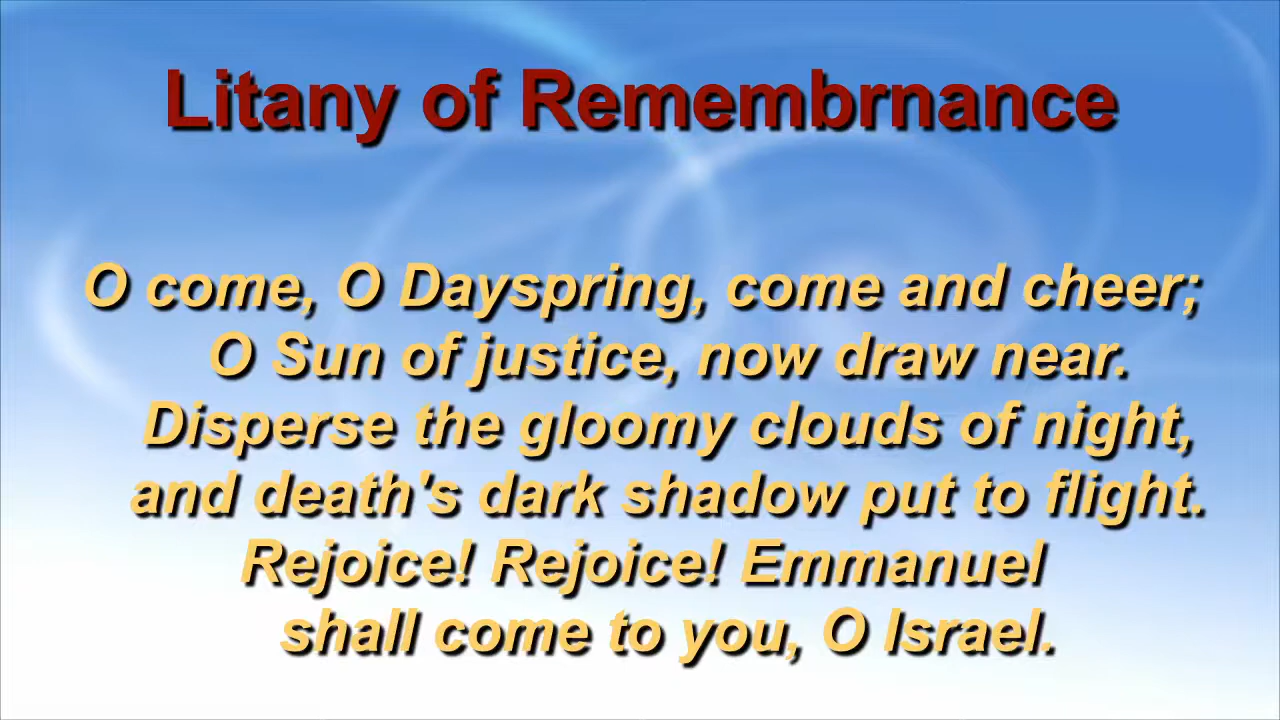 Litany of Remembrnance
O come, O Dayspring, come and cheer;
O Sun of justice, now draw near.
Disperse the gloomy clouds of night,
and death's dark shadow put to flight.
Rejoice! Rejoice! Emmanuel
shall come to you, O Israel.